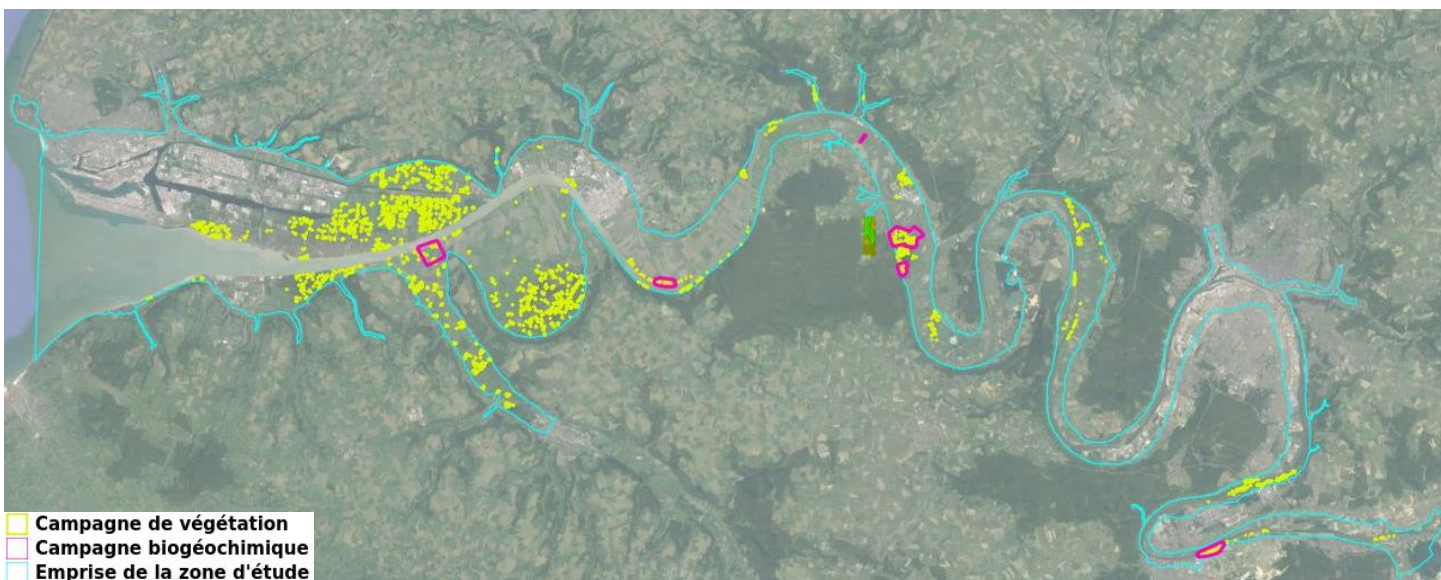 Campagne de végétation
Campagne biogéochimique
Emprise de la zone d'étude